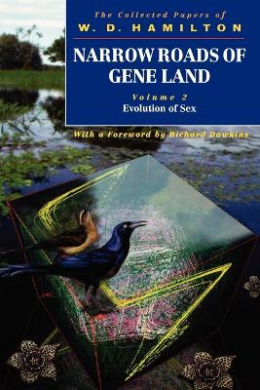 The Collected Papers of
W. D. HAMILTON
NARROW ROADS OF
GENE LAND
Volume 2
Evolution of Sex
With a Foreword by Richard Dawkins